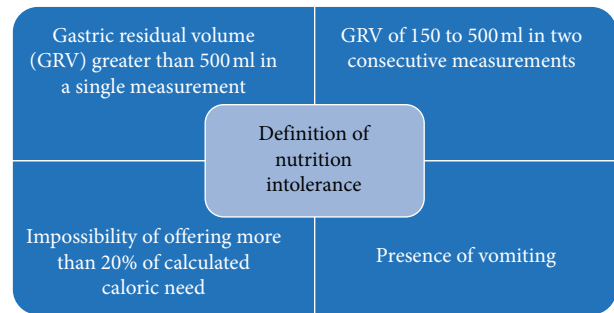 Gastric residual volume
(GRV) greater than 500 ml in
a single measurement
GRV of 150 to 500 ml in two
consecutive measurements
Definition of
nutrition
intolerance
Impossibility of offering more
than 20% of calculated
caloric need
Presence of vomiting